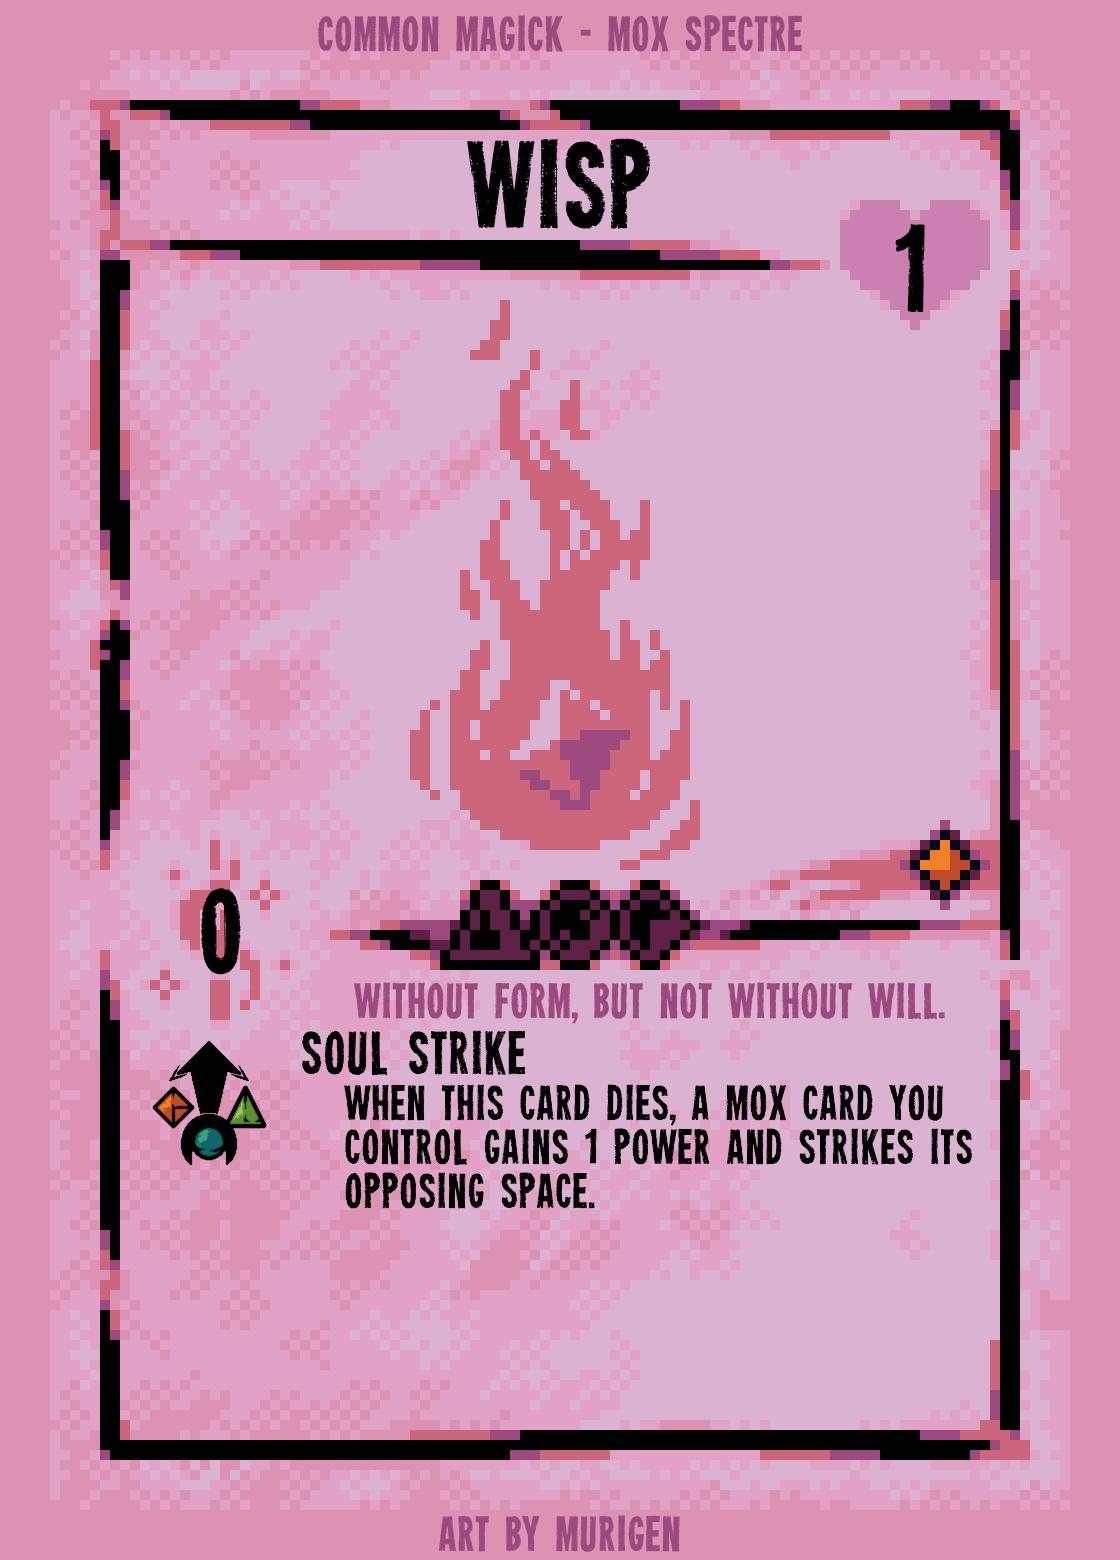 COMMON MAGICK - MOX SPECTRE
WISP
1
0
WITHOUT FORM, BUT NOT WITHOUT WILL.
SOUL STRIKE
WHEN THIS CARD DIES, A MOX CARD YOU
CONTROL GAINS 1 POWER AND STRIKES ITS
OPPOSING SPACE.
ART BY MURIGEN